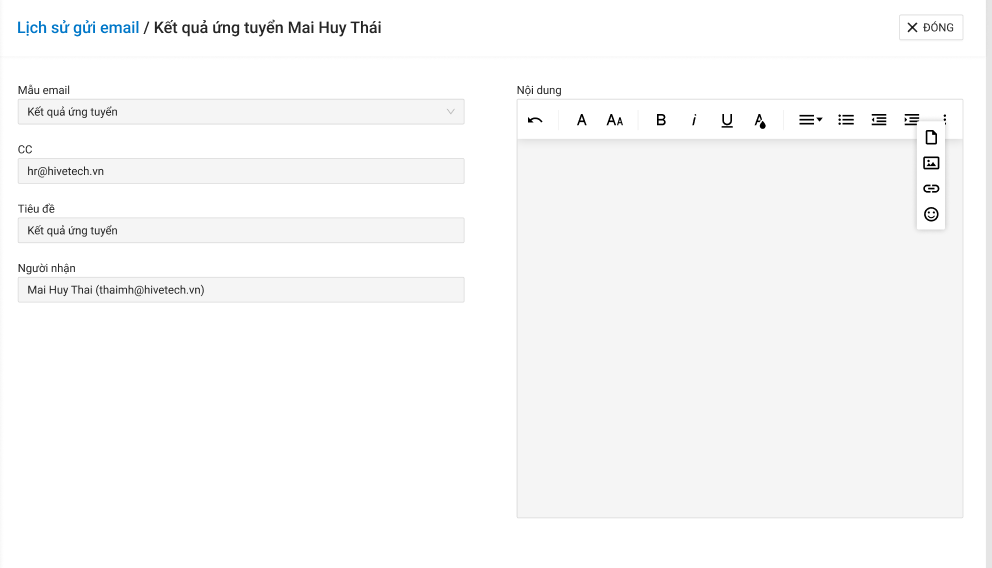 Lịch sử gửi email / Kết quả ứng tuyển Mai Huy Thái
ĐÓNG
Mẫu email
Kết quả ứng tuyển
CC
hr@hivetech.vn
Tiêu đề
Kết quả ứng tuyển
Người nhận
Mai Huy Thai (thaimh@hivetech.vn)
Nội dung
A AA B i U A